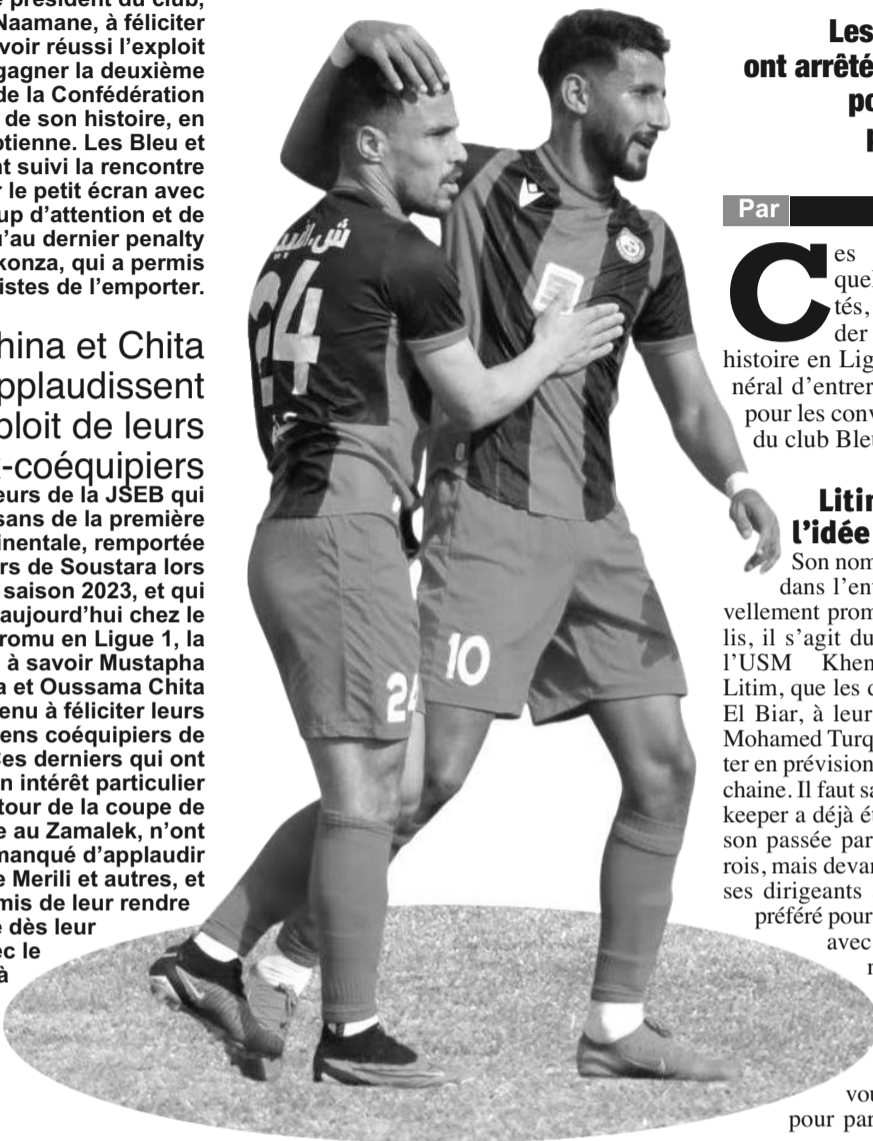 président du club,
Naamane, à féliciter
voir réussi l’exploit
gagner la deuxième
de la Confédération
de son histoire, en
ptienne. Les Bleu et
nt suivi la rencontre
le petit écran avec
up d’attention et de
u’au dernier penalty
konza, qui a permis
istes de l’emporter.
hina et Chita
pplaudissent
ploit de leurs
-coéquipiers
eurs de la JSEB qui
sans de la première
inentale, remportée
rs de Soustara lors
saison 2023, et qui
aujourd’hui chez le
romu en Ligue 1, la
à savoir Mustapha
a et Oussama Chita
enu à féliciter leurs
ens coéquipiers de
Ces derniers qui ont
n intérêt particulier
tour de la coupe de
e au Zamalek, n’ont
manqué d’applaudir
e Merili et autres, et
mis de leur rendre
e dès leur
ec le
à
24
24
10
Les
ont arrêté
po
Par
Ces
quel
tés,
der
histoire en Lig
néral d’entrer
pour les conv
du club Bleu
Litim
l’idée
Son nom
dans l’ent
vellement prom
lis, il s’agit du
l’USM Khen
Litim, que les d
El Biar, à leur
Mohamed Turq
ter en prévision
chaine. Il faut sa
keeper a déjà ét
son passée par
rois, mais devan
ses dirigeants
préféré pour
avec
vou
pour par